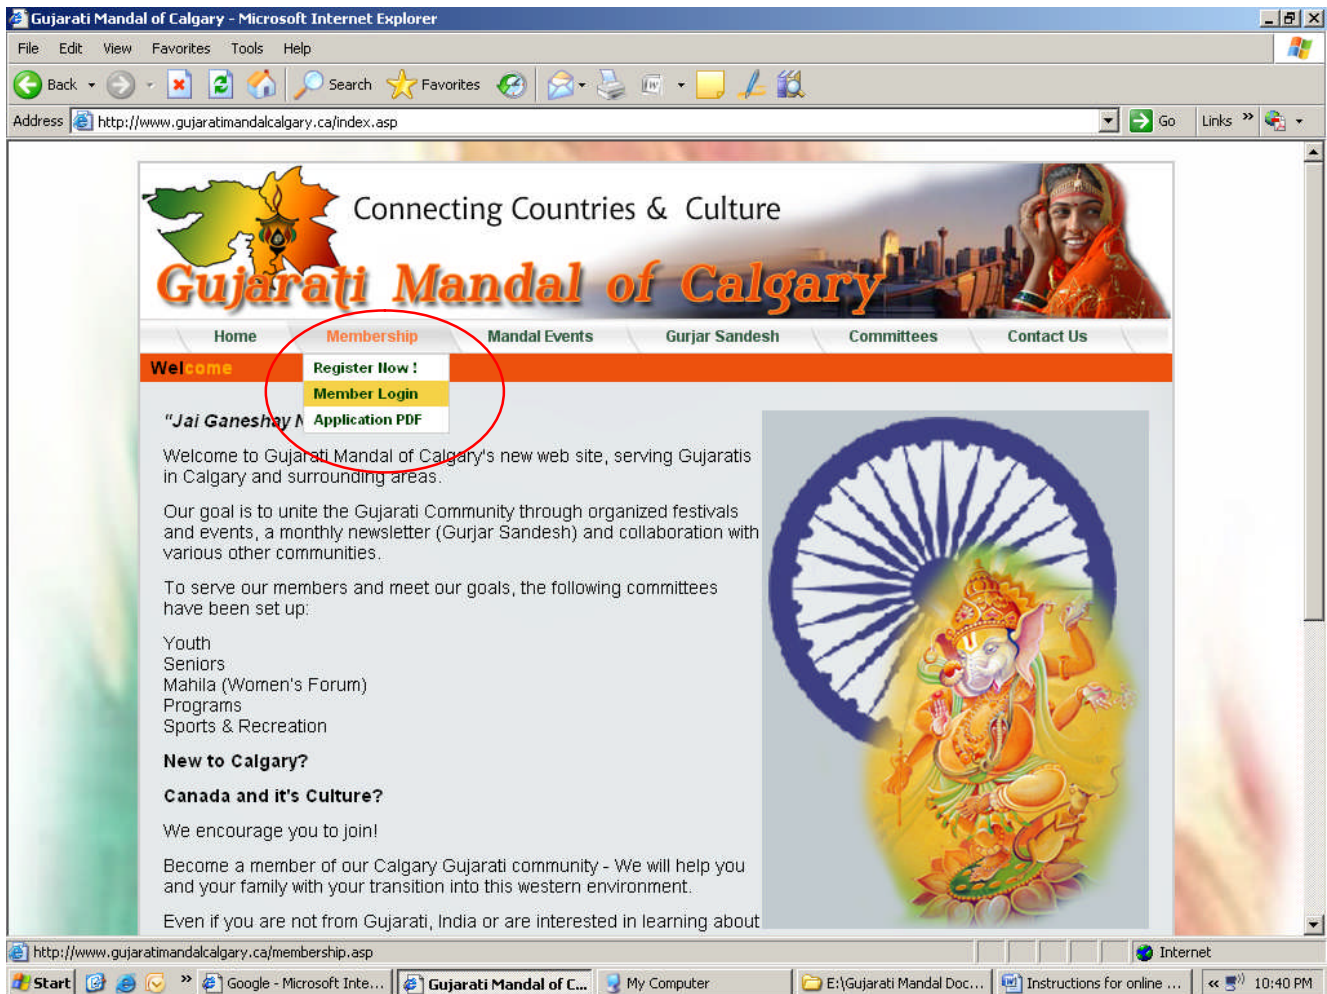 Gujarati Mandal of Calgary - Microsoft Internet Explorer
File Edit View Favorites Tools Help
Back Search Favorites
Address http://www.gujaratimandalcalgary.ca/index.asp Go Links »
Connecting Countries & Culture
Gujarati Mandal of Calgary
Home Membership Mandal Events Gurjar Sandesh Committees Contact Us
Welcome
Register Now !
Member Login
Application PDF
"Jai Ganeshay N
Welcome to Gujarati Mandal of Calgary's new web site, serving Gujaratis
in Calgary and surrounding areas.
Our goal is to unite the Gujarati Community through organized festivals
and events, a monthly newsletter (Gurjar Sandesh) and collaboration with
various other communities.
To serve our members and meet our goals, the following committees
have been set up:
Youth
Seniors
Mahila (Women's Forum)
Programs
Sports & Recreation
New to Calgary?
Canada and it's Culture?
We encourage you to join!
Become a member of our Calgary Gujarati community - We will help you
and your family with your transition into this western environment.
Even if you are not from Gujarati, India or are interested in learning about
http://www.gujaratimandalcalgary.ca/membership.asp Internet
Start » Google - Microsoft Inte... Gujarati Mandal of C... My Computer E:\Gujarati Mandal Doc... Instructions for online ... « 10:40 PM